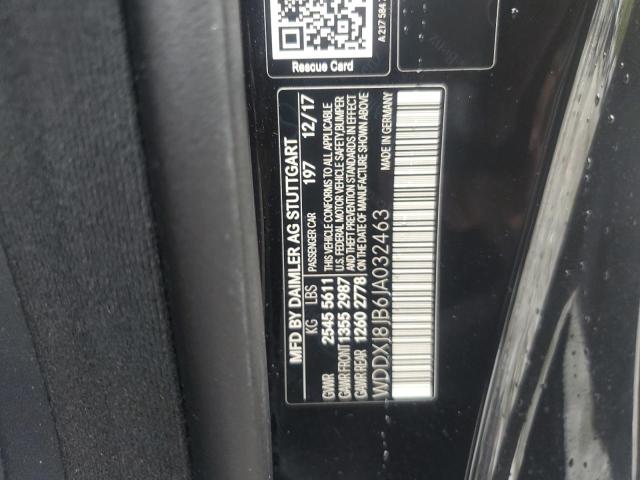 Rescue Card
A 217 584
MFD BY DAIMLER AG STUTTGART
PASSENGER CAR 197 12/17
KG LBS
GVWR 2545 5611
GAWR FRONT 1355 2987
GAWR REAR 1260 2778
THIS VEHICLE CONFORMS TO ALL APPLICABLE
U.S. FEDERAL MOTOR VEHICLE SAFETY, BUMPER
AND THEFT PREVENTION STANDARDS IN EFFECT
ON THE DATE OF MANUFACTURE SHOWN ABOVE
MADE IN GERMANY
WDDXJ8JB6JA032463